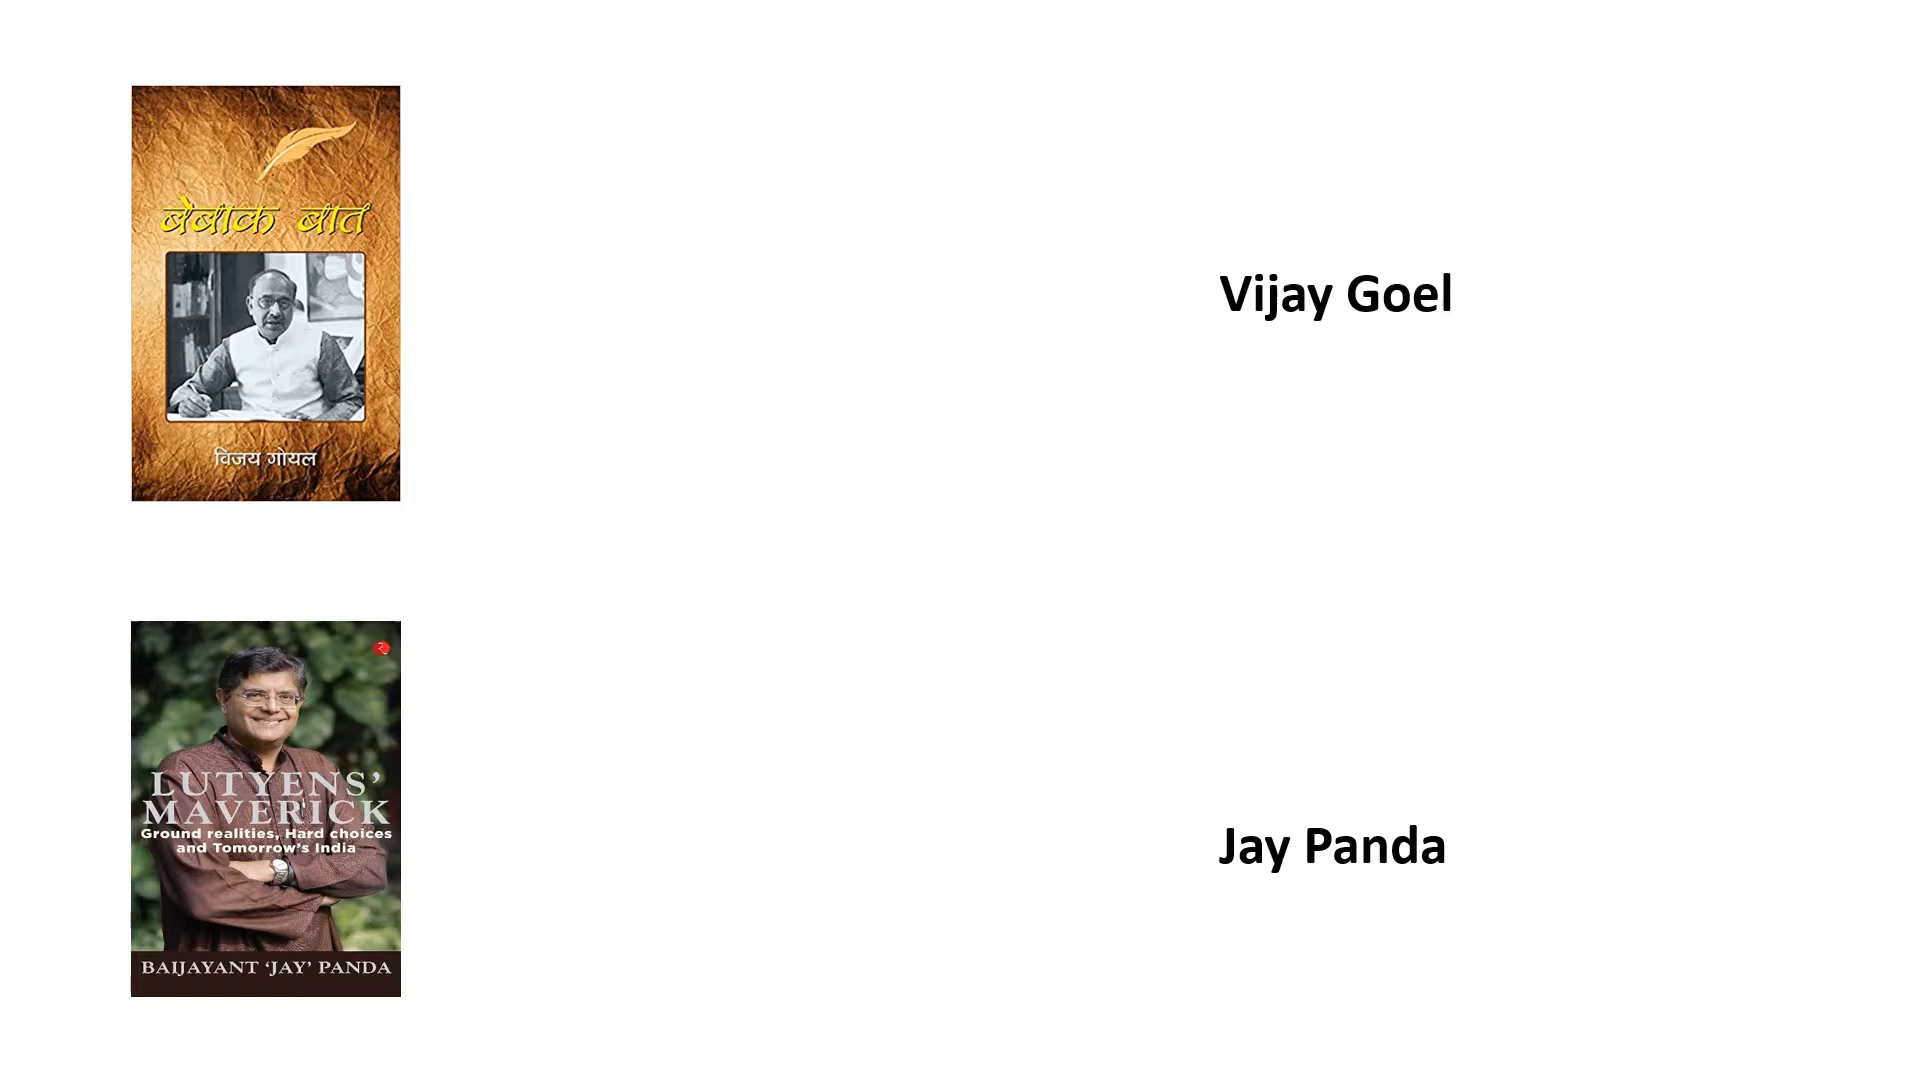 बेबाक बात
विजय गोयल
Vijay Goel
LUTYENS’
MAVERICK
Ground realities, Hard choices
and Tomorrow’s India
BAIJAYANT ‘JAY’ PANDA
Jay Panda